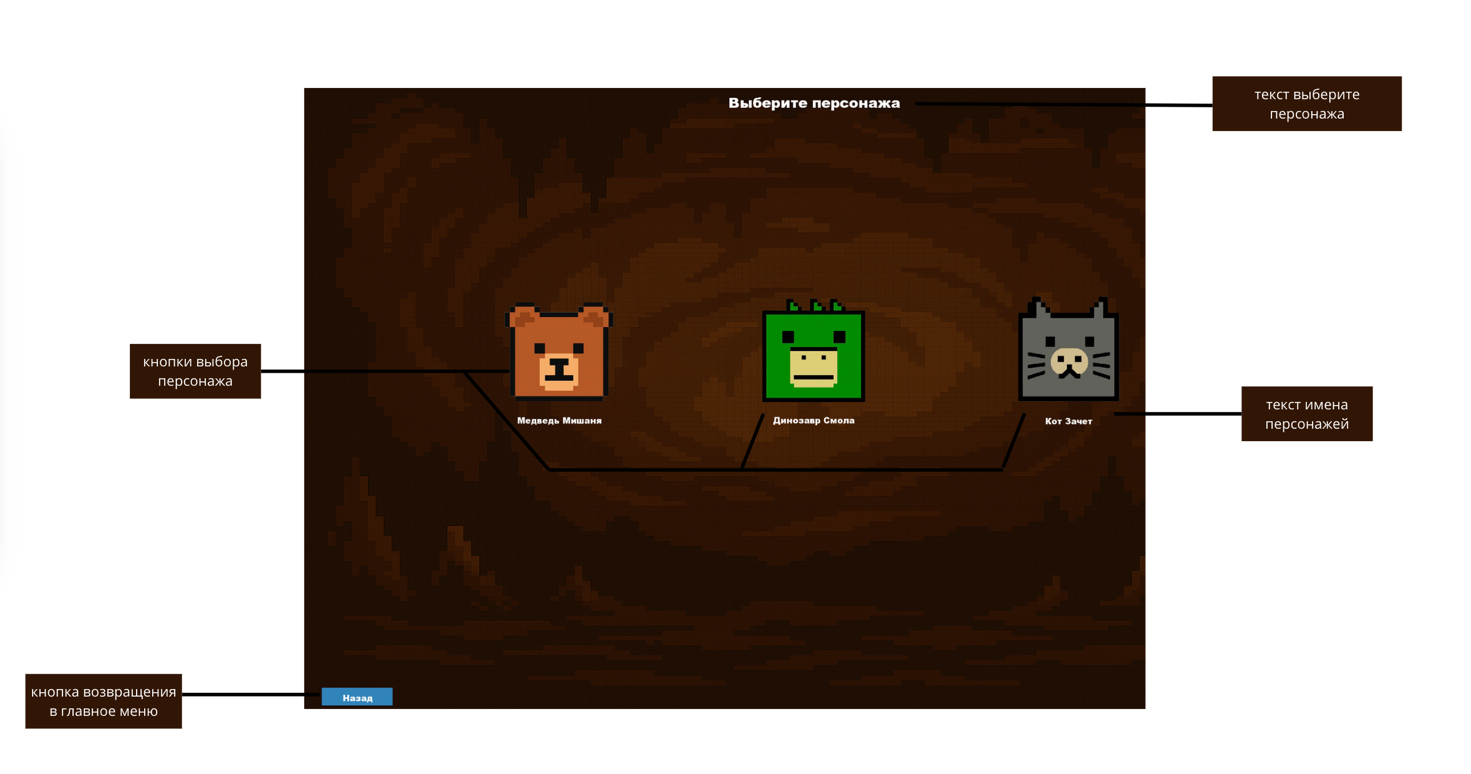 текст выберите
персонажа
Выберите персонажа
кнопки выбора
персонажа
Медведь Мишаня
Динозавр Смола
Кот Зачет
текст имена
персонажей
кнопка возвращения
в главное меню
Назад